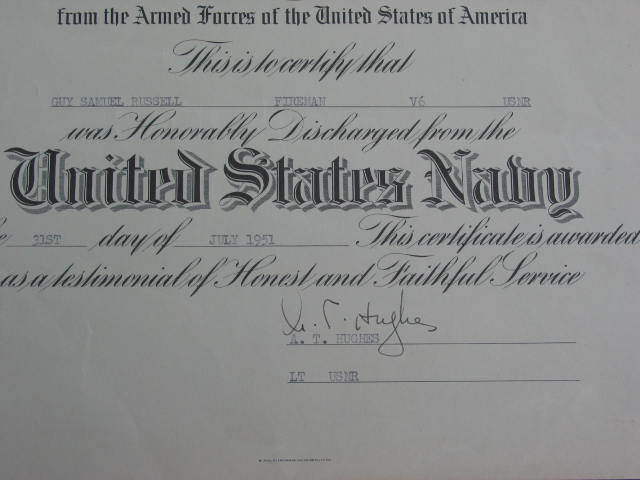 from the Armed Forces of the United States of America
This is to certify that
GUY SAMUEL RUSSELL FIREMAN V6 USNR
was Honorably Discharged from the
United States Navy
31ST day of JULY 1951 This certificate is awarded
as a testimonial of Honest and Faithful Service
A. T. Hughes
A. T. HUGHES
LT USNR